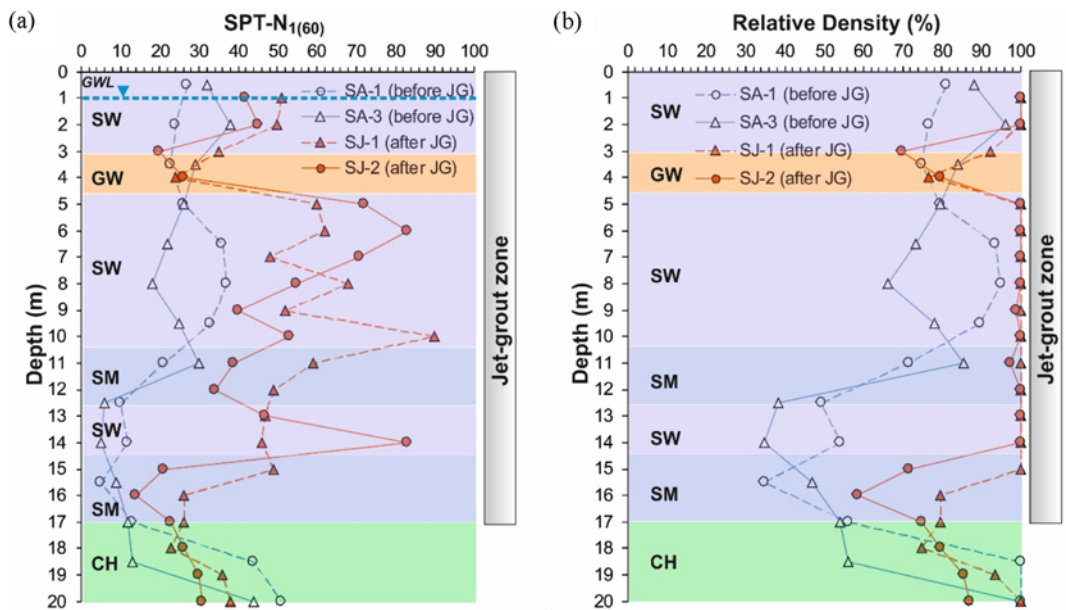 (a)
SPT-N1(60)
0 10 20 30 40 50 60 70 80 90 100
GWL
SA-1 (before JG)
SA-3 (before JG)
SJ-1 (after JG)
SJ-2 (after JG)
Depth (m)
0
1
2
3
4
5
6
7
8
9
10
11
12
13
14
15
16
17
18
19
20
SW
GW
SW
SM
SW
SM
CH
Jet-grout zone
(b)
Relative Density (%)
0 10 20 30 40 50 60 70 80 90 100
SA-1 (before JG)
SA-3 (before JG)
SJ-1 (after JG)
SJ-2 (after JG)
Depth (m)
0
1
2
3
4
5
6
7
8
9
10
11
12
13
14
15
16
17
18
19
20
SW
GW
SW
SM
SW
SM
CH
Jet-grout zone